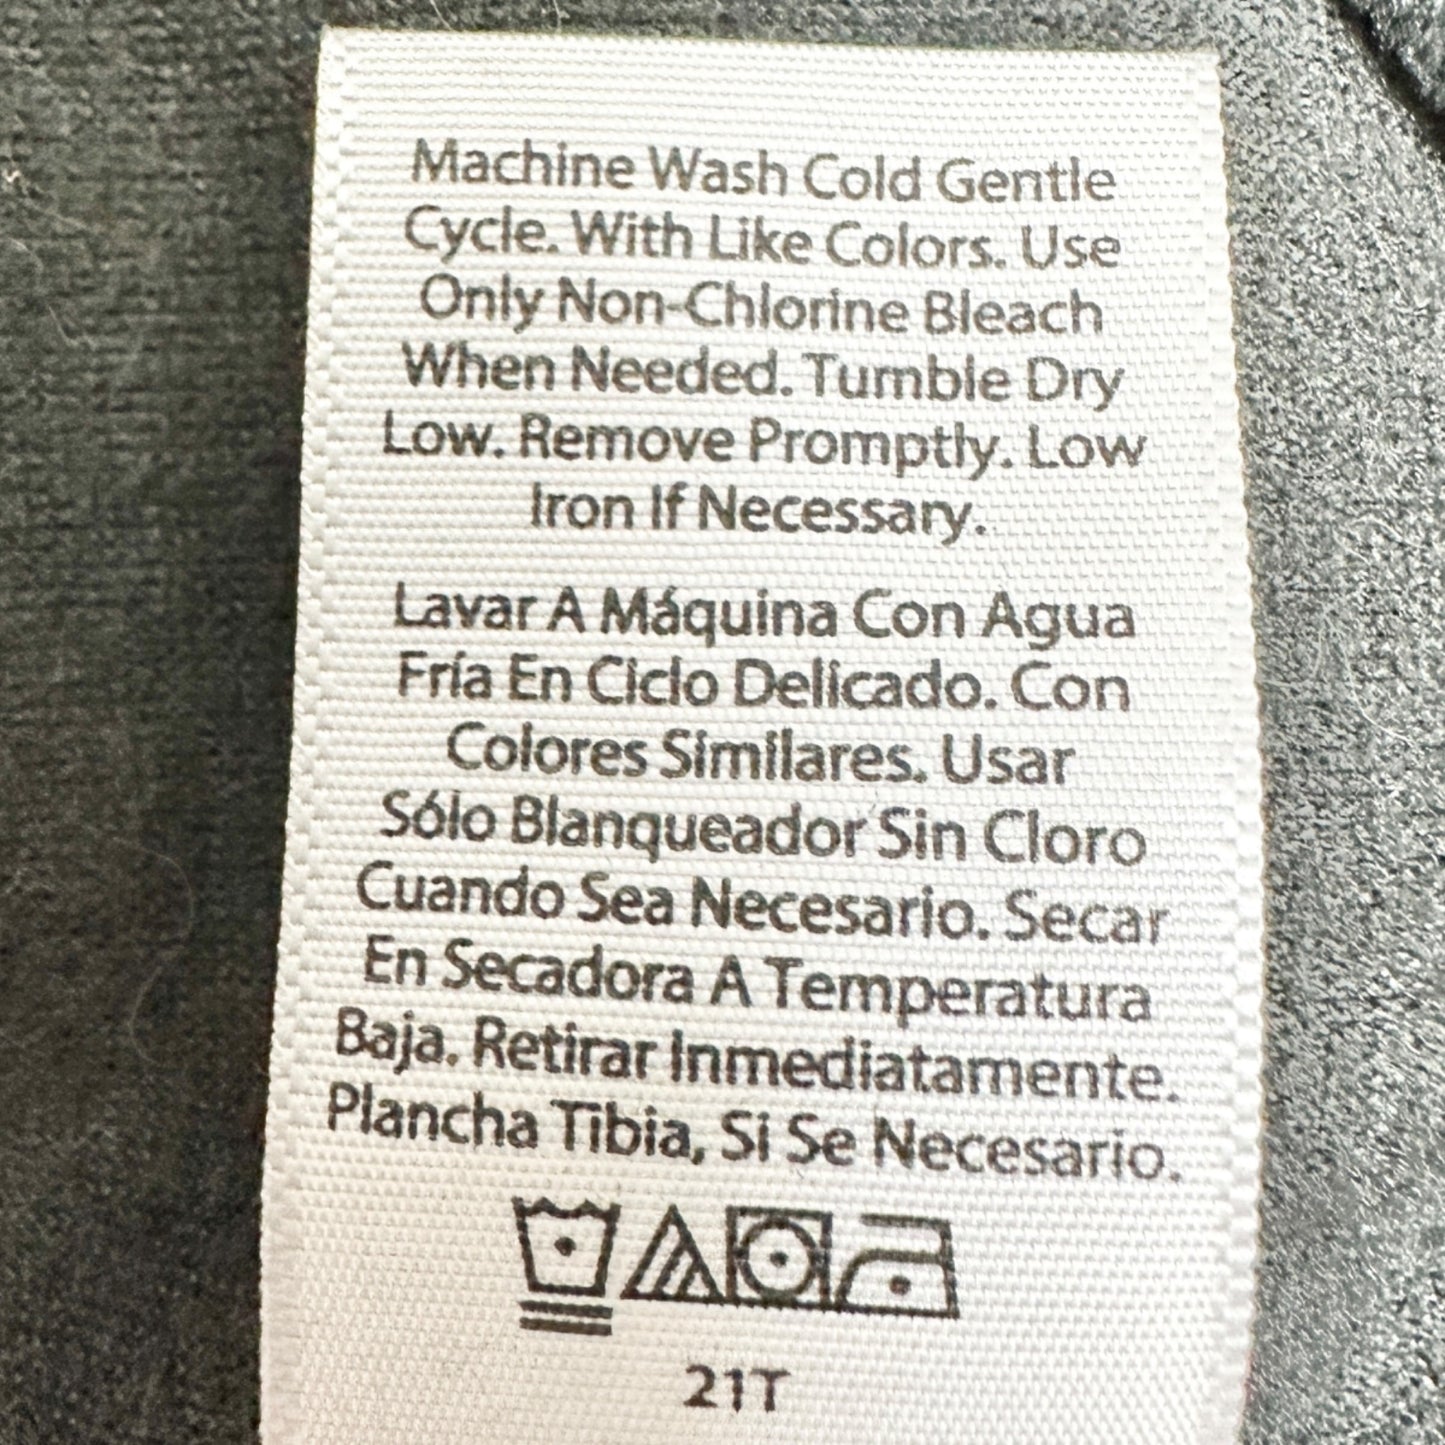 Machine Wash Cold Gentle
Cycle. With Like Colors. Use
Only Non-Chlorine Bleach
When Needed. Tumble Dry
Low. Remove Promptly. Low
Iron If Necessary.
Lavar A Máquina Con Agua
Fría En Ciclo Delicado. Con
Colores Similares. Usar
Sólo Blanqueador Sin Cloro
Cuando Sea Necesario. Secar
En Secadora A Temperatura
Baja. Retirar Inmediatamente.
Plancha Tibia, Si Se Necesario.
21T